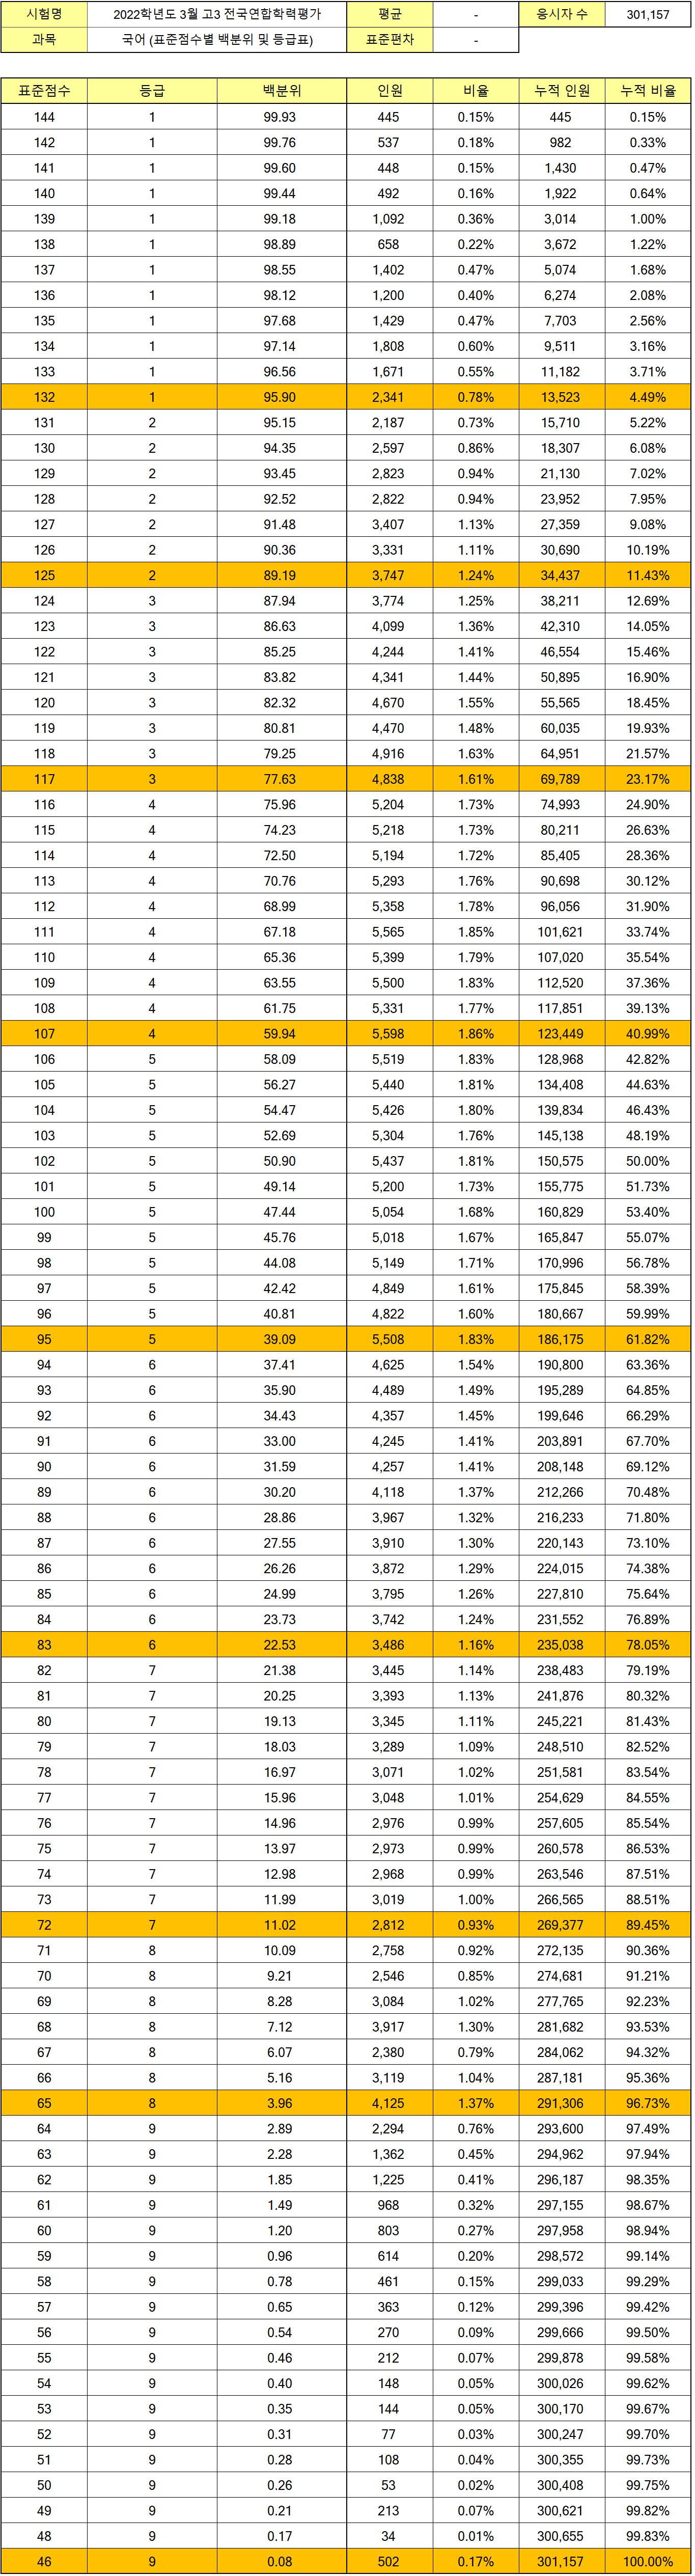 시험명 2022학년도 3월 고3 전국연합학력평가 평균 - 응시자 수 301,157
과목 국어 (표준점수별 백분위 및 등급표) 표준편차 -
표준점수 등급 백분위 인원 비율 누적 인원 누적 비율
144 1 99.93 445 0.15% 445 0.15%
142 1 99.76 537 0.18% 982 0.33%
141 1 99.60 448 0.15% 1,430 0.47%
140 1 99.44 492 0.16% 1,922 0.64%
139 1 99.18 1,092 0.36% 3,014 1.00%
138 1 98.89 658 0.22% 3,672 1.22%
137 1 98.55 1,402 0.47% 5,074 1.68%
136 1 98.12 1,200 0.40% 6,274 2.08%
135 1 97.68 1,429 0.47% 7,703 2.56%
134 1 97.14 1,808 0.60% 9,511 3.16%
133 1 96.56 1,671 0.55% 11,182 3.71%
132 1 95.90 2,341 0.78% 13,523 4.49%
131 2 95.15 2,187 0.73% 15,710 5.22%
130 2 94.35 2,597 0.86% 18,307 6.08%
129 2 93.45 2,823 0.94% 21,130 7.02%
128 2 92.52 2,822 0.94% 23,952 7.95%
127 2 91.48 3,407 1.13% 27,359 9.08%
126 2 90.36 3,331 1.11% 30,690 10.19%
125 2 89.19 3,747 1.24% 34,437 11.43%
124 3 87.94 3,774 1.25% 38,211 12.69%
123 3 86.63 4,099 1.36% 42,310 14.05%
122 3 85.25 4,244 1.41% 46,554 15.46%
121 3 83.82 4,341 1.44% 50,895 16.90%
120 3 82.32 4,670 1.55% 55,565 18.45%
119 3 80.81 4,470 1.48% 60,035 19.93%
118 3 79.25 4,916 1.63% 64,951 21.57%
117 3 77.63 4,838 1.61% 69,789 23.17%
116 4 75.96 5,204 1.73% 74,993 24.90%
115 4 74.23 5,218 1.73% 80,211 26.63%
114 4 72.50 5,194 1.72% 85,405 28.36%
113 4 70.76 5,293 1.76% 90,698 30.12%
112 4 68.99 5,358 1.78% 96,056 31.90%
111 4 67.18 5,565 1.85% 101,621 33.74%
110 4 65.36 5,399 1.79% 107,020 35.54%
109 4 63.55 5,500 1.83% 112,520 37.36%
108 4 61.75 5,331 1.77% 117,851 39.13%
107 4 59.94 5,598 1.86% 123,449 40.99%
106 5 58.09 5,519 1.83% 128,968 42.82%
105 5 56.27 5,440 1.81% 134,408 44.63%
104 5 54.47 5,426 1.80% 139,834 46.43%
103 5 52.69 5,304 1.76% 145,138 48.19%
102 5 50.90 5,437 1.81% 150,575 50.00%
101 5 49.14 5,200 1.73% 155,775 51.73%
100 5 47.44 5,054 1.68% 160,829 53.40%
99 5 45.76 5,018 1.67% 165,847 55.07%
98 5 44.08 5,149 1.71% 170,996 56.78%
97 5 42.42 4,849 1.61% 175,845 58.39%
96 5 40.81 4,822 1.60% 180,667 59.99%
95 5 39.09 5,508 1.83% 186,175 61.82%
94 6 37.41 4,625 1.54% 190,800 63.36%
93 6 35.90 4,489 1.49% 195,289 64.85%
92 6 34.43 4,357 1.45% 199,646 66.29%
91 6 33.00 4,245 1.41% 203,891 67.70%
90 6 31.59 4,257 1.41% 208,148 69.12%
89 6 30.20 4,118 1.37% 212,266 70.48%
88 6 28.86 3,967 1.32% 216,233 71.80%
87 6 27.55 3,910 1.30% 220,143 73.10%
86 6 26.26 3,872 1.29% 224,015 74.38%
85 6 24.99 3,795 1.26% 227,810 75.64%
84 6 23.73 3,742 1.24% 231,552 76.89%
83 6 22.53 3,486 1.16% 235,038 78.05%
82 7 21.38 3,445 1.14% 238,483 79.19%
81 7 20.25 3,393 1.13% 241,876 80.32%
80 7 19.13 3,345 1.11% 245,221 81.43%
79 7 18.03 3,289 1.09% 248,510 82.52%
78 7 16.97 3,071 1.02% 251,581 83.54%
77 7 15.96 3,048 1.01% 254,629 84.55%
76 7 14.96 2,976 0.99% 257,605 85.54%
75 7 13.97 2,973 0.99% 260,578 86.53%
74 7 12.98 2,968 0.99% 263,546 87.51%
73 7 11.99 3,019 1.00% 266,565 88.51%
72 7 11.02 2,812 0.93% 269,377 89.45%
71 8 10.09 2,758 0.92% 272,135 90.36%
70 8 9.21 2,546 0.85% 274,681 91.21%
69 8 8.28 3,084 1.02% 277,765 92.23%
68 8 7.12 3,917 1.30% 281,682 93.53%
67 8 6.07 2,380 0.79% 284,062 94.32%
66 8 5.16 3,119 1.04% 287,181 95.36%
65 8 3.96 4,125 1.37% 291,306 96.73%
64 9 2.89 2,294 0.76% 293,600 97.49%
63 9 2.28 1,362 0.45% 294,962 97.94%
62 9 1.85 1,225 0.41% 296,187 98.35%
61 9 1.49 968 0.32% 297,155 98.67%
60 9 1.20 803 0.27% 297,958 98.94%
59 9 0.96 614 0.20% 298,572 99.14%
58 9 0.78 461 0.15% 299,033 99.29%
57 9 0.65 363 0.12% 299,396 99.42%
56 9 0.54 270 0.09% 299,666 99.50%
55 9 0.46 212 0.07% 299,878 99.58%
54 9 0.40 148 0.05% 300,026 99.62%
53 9 0.35 144 0.05% 300,170 99.67%
52 9 0.31 77 0.03% 300,247 99.70%
51 9 0.28 108 0.04% 300,355 99.73%
50 9 0.26 53 0.02% 300,408 99.75%
49 9 0.21 213 0.07% 300,621 99.82%
48 9 0.17 34 0.01% 300,655 99.83%
46 9 0.08 502 0.17% 301,157 100.00%